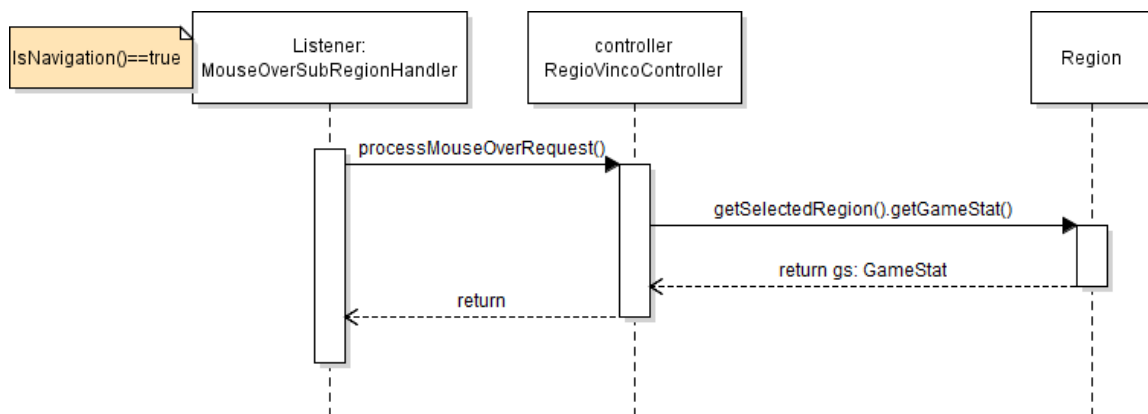 IsNavigation()==true
Listener:
MouseOverSubRegionHandler
controller
RegioVincoController
Region
processMouseOverRequest()
getSelectedRegion().getGameStat()
return gs: GameStat
return